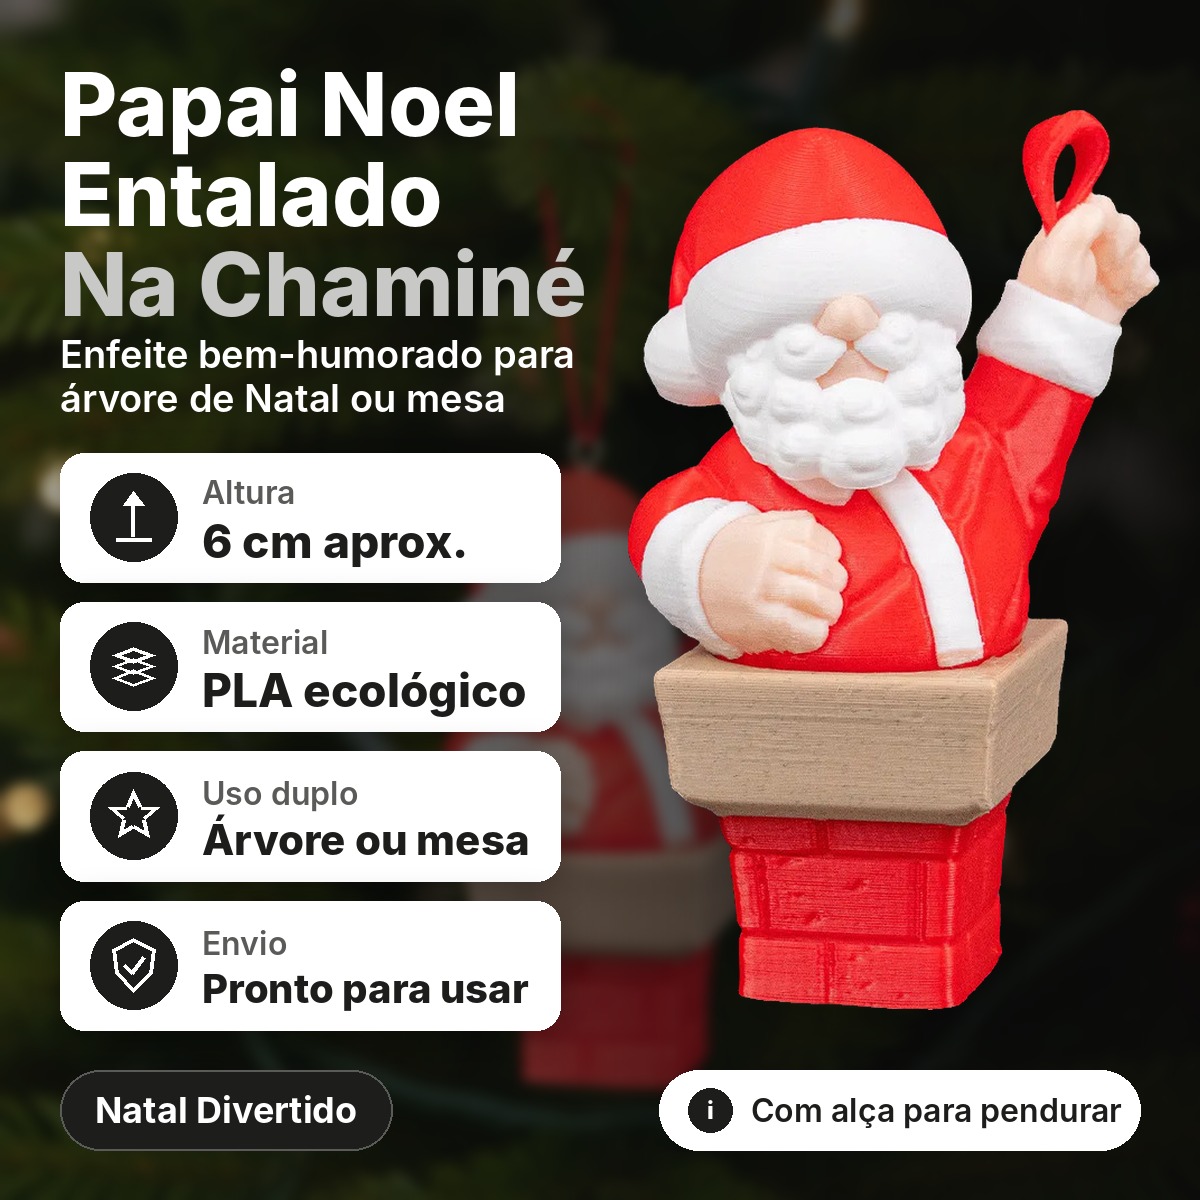 Papai Noel
Entalado
Na Chaminé
Enfeite bem-humorado para
árvore de Natal ou mesa
Altura
6 cm aprox.
Material
PLA ecológico
Uso duplo
Árvore ou mesa
Envio
Pronto para usar
Natal Divertido
i Com alça para pendurar